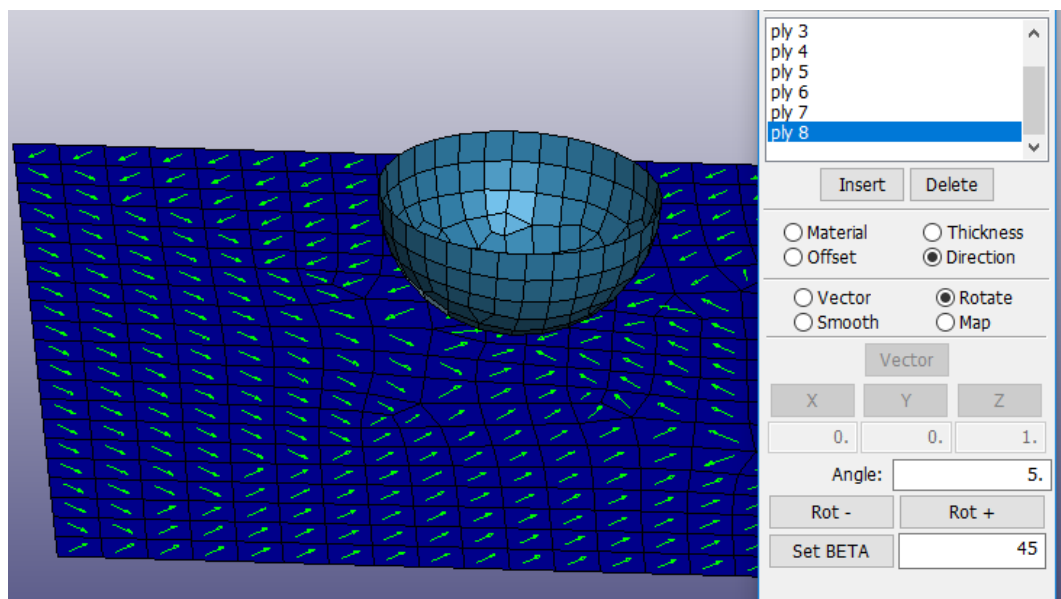 ply 3
ply 4
ply 5
ply 6
ply 7
ply 8
Insert Delete
Material Thickness
Offset Direction
Vector Rotate
Smooth Map
Vector
X Y Z
0. 0. 1.
Angle: 5.
Rot - Rot +
Set BETA 45